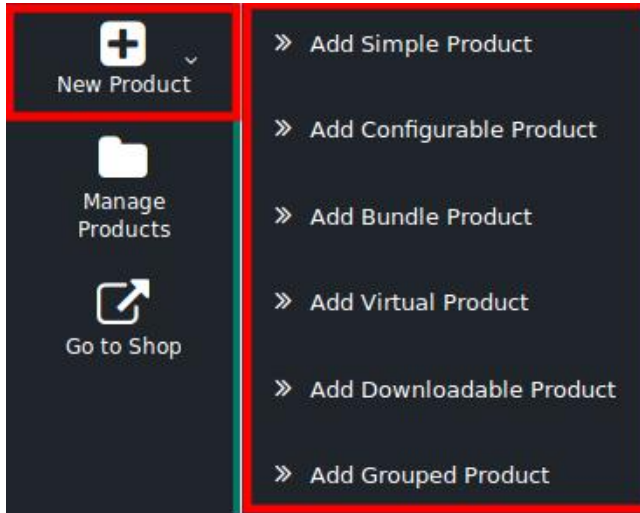 New Product
Manage
Products
Go to Shop
Add Simple Product
Add Configurable Product
Add Bundle Product
Add Virtual Product
Add Downloadable Product
Add Grouped Product